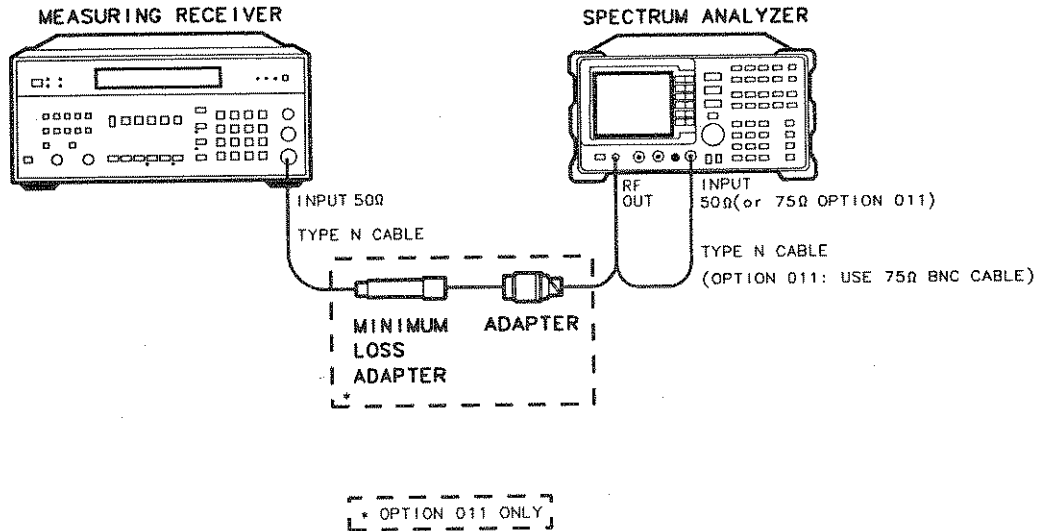 MEASURING RECEIVER
SPECTRUM ANALYZER
INPUT 50Ω
TYPE N CABLE
RF
OUT
INPUT
50Ω(or 75Ω OPTION 011)
TYPE N CABLE
(OPTION 011: USE 75Ω BNC CABLE)
MINIMUM
LOSS
ADAPTER
ADAPTER
*
* OPTION 011 ONLY